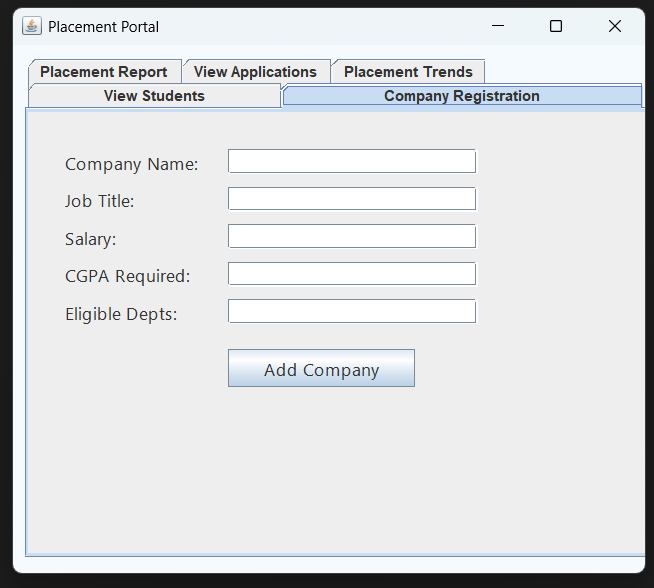 Placement Portal
Placement Report View Applications Placement Trends
View Students Company Registration
Company Name:
Job Title:
Salary:
CGPA Required:
Eligible Depts:
Add Company